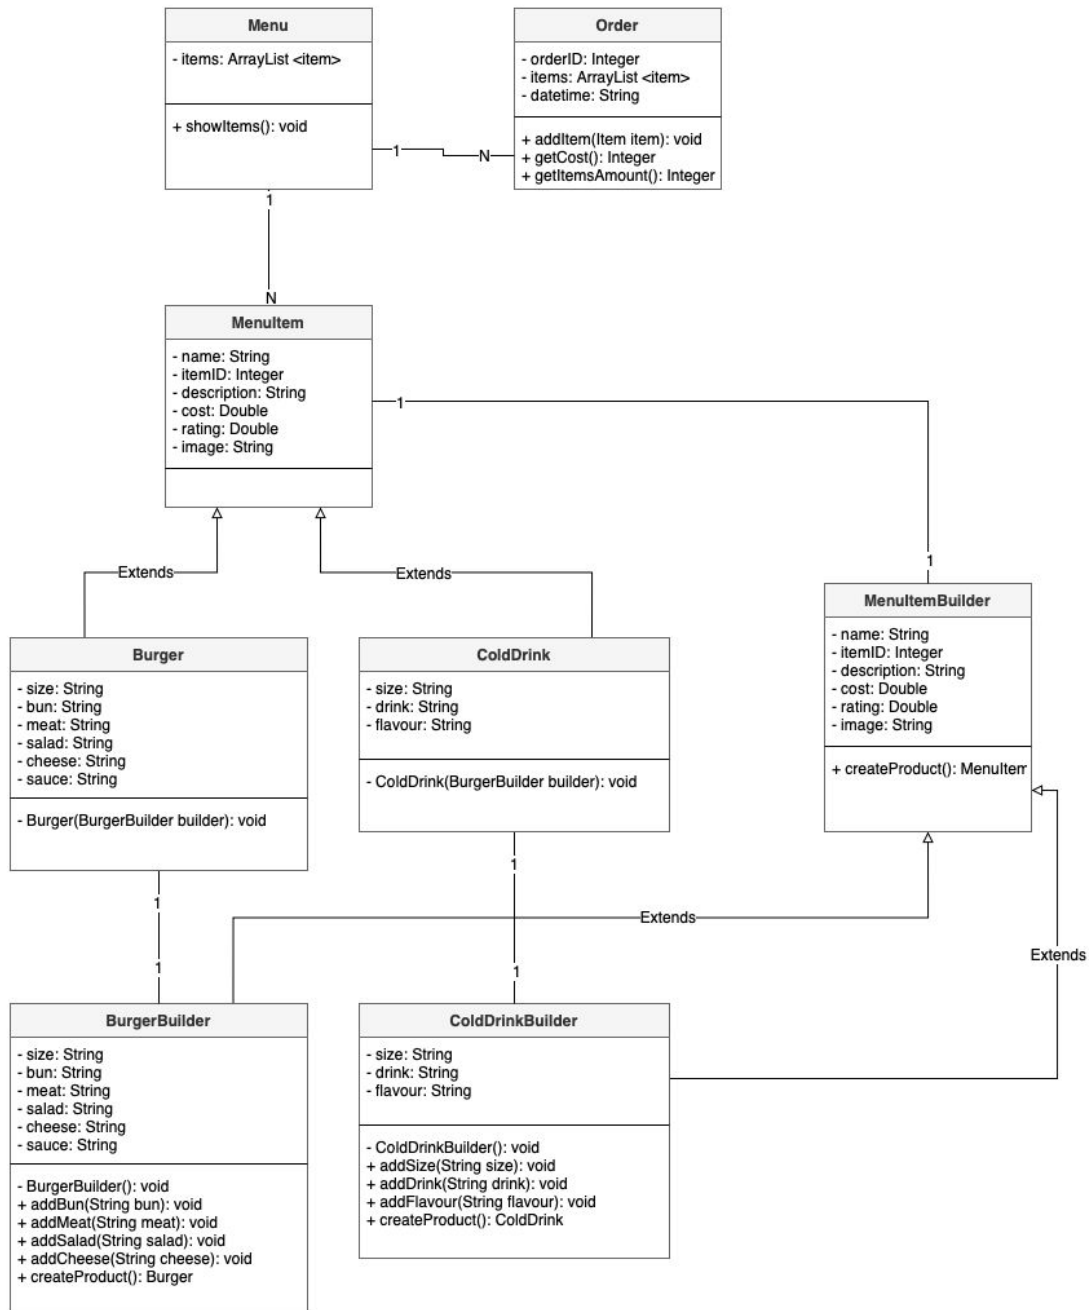 Menu
- items: ArrayList <item>
+ showItems(): void
Order
- orderID: Integer
- items: ArrayList <item>
- datetime: String
+ addItem(Item item): void
+ getCost(): Integer
+ getItemsAmount(): Integer
1
N
1
N
MenuItem
- name: String
- itemID: Integer
- description: String
- cost: Double
- rating: Double
- image: String
1
1
Extends
Extends
MenuItemBuilder
- name: String
- itemID: Integer
- description: String
- cost: Double
- rating: Double
- image: String
+ createProduct(): MenuItem
Burger
- size: String
- bun: String
- meat: String
- salad: String
- cheese: String
- sauce: String
- Burger(BurgerBuilder builder): void
ColdDrink
- size: String
- drink: String
- flavour: String
- ColdDrink(BurgerBuilder builder): void
1
1
Extends
Extends
1
1
BurgerBuilder
- size: String
- bun: String
- meat: String
- salad: String
- cheese: String
- sauce: String
- BurgerBuilder(): void
+ addBun(String bun): void
+ addMeat(String meat): void
+ addSalad(String salad): void
+ addCheese(String cheese): void
+ createProduct(): Burger
ColdDrinkBuilder
- size: String
- drink: String
- flavour: String
- ColdDrinkBuilder(): void
+ addSize(String size): void
+ addDrink(String drink): void
+ addFlavour(String flavour): void
+ createProduct(): ColdDrink